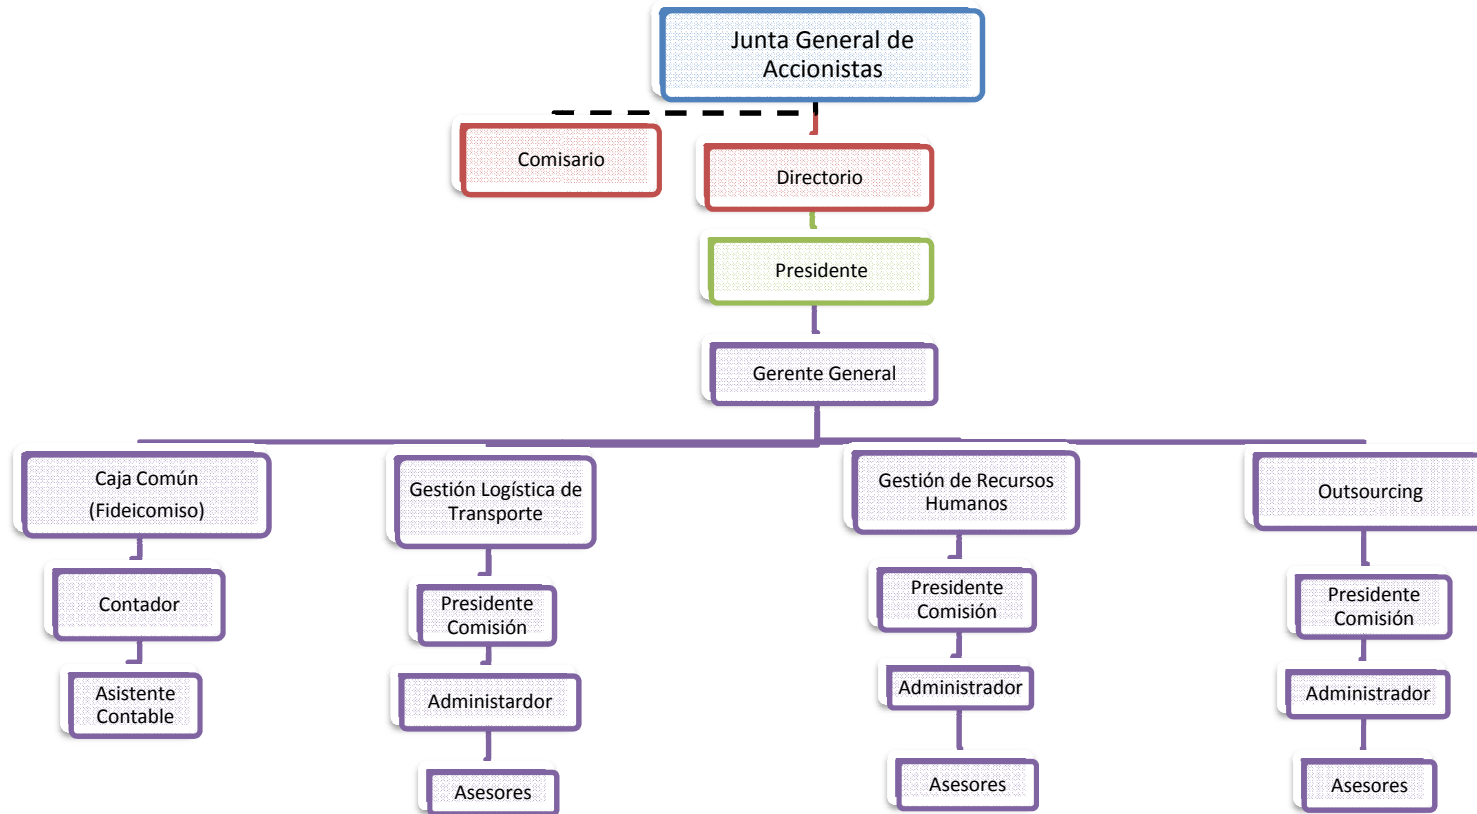 Junta General de
Accionistas
Comisario
Directorio
Presidente
Gerente General
Caja Común
(Fideicomiso)
Contador
Asistente
Contable
Gestión Logística de
Transporte
Presidente
Comisión
Administardor
Asesores
Gestión de Recursos
Humanos
Presidente
Comisión
Administrador
Asesores
Outsourcing
Presidente
Comisión
Administrador
Asesores